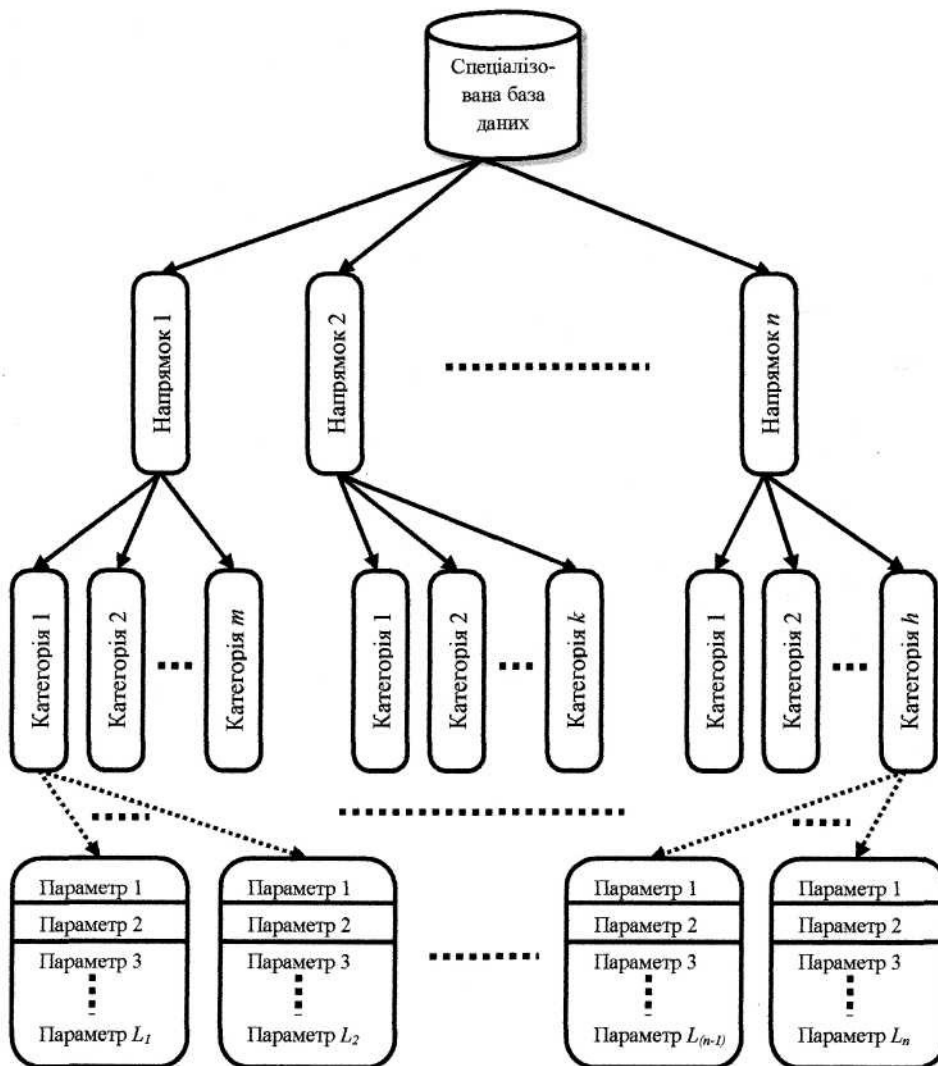 Спеціалізо-
вана база
даних
Напрямок 1
Напрямок 2
Напрямок n
Категорія 1
Категорія 2
Категорія m
Категорія 1
Категорія 2
Категорія k
Категорія 1
Категорія 2
Категорія h
Параметр 1
Параметр 2
Параметр 3
Параметр L1
Параметр 1
Параметр 2
Параметр 3
Параметр L2
Параметр 1
Параметр 2
Параметр 3
Параметр L(n-1)
Параметр 1
Параметр 2
Параметр 3
Параметр Ln